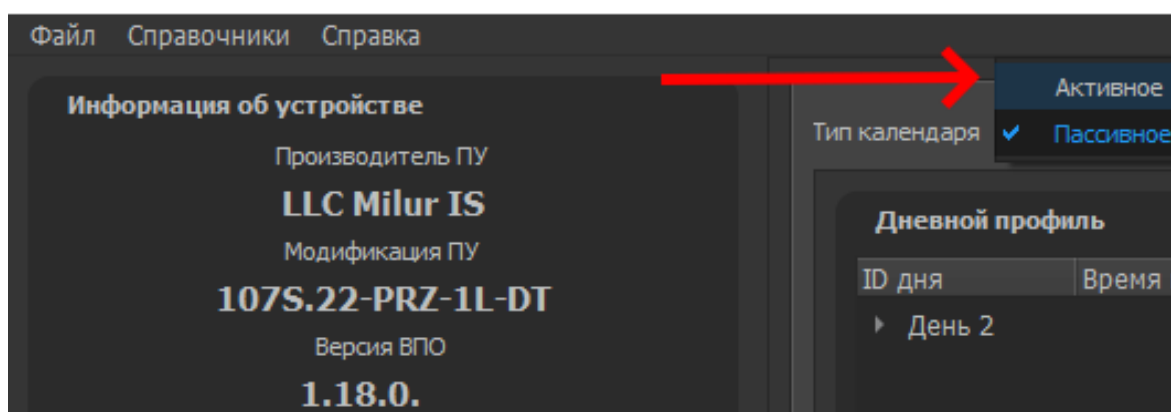 Файл Справочники Справка
Информация об устройстве
Производитель ПУ
LLC Milur IS
Модификация ПУ
107S.22-PRZ-1L-DT
Версия ВПО
1.18.0.
Активное
Тип календаря Пассивное
Дневной профиль
ID дня Время
День 2